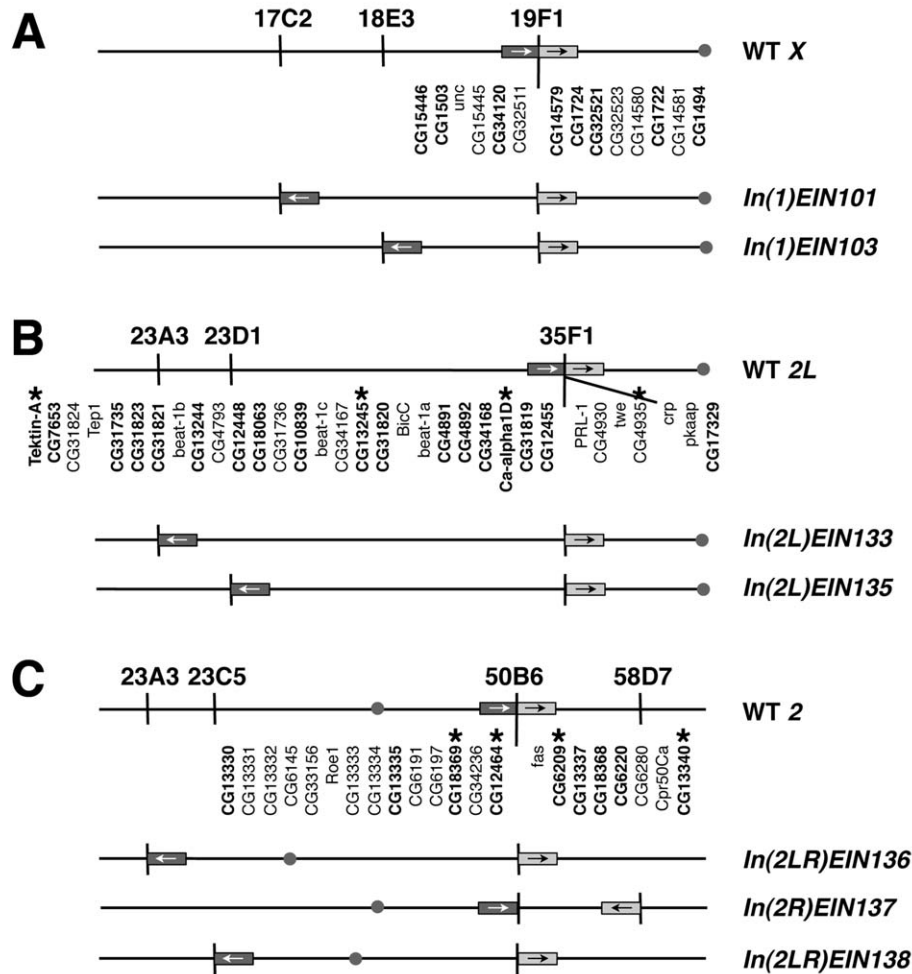 A
17C2 18E3 19F1
WT X
CG15446 CG1503 unc CG15445 CG34120 CG32511 CG14579 CG1724 CG32521 CG32523 CG14580 CG1722 CG14581 CG1494
In(1)EIN101
In(1)EIN103
B
23A3 23D1 35F1
WT 2L
Tektin-A* CG7653 CG31824 Tep1 CG31735 CG31823 CG31821 beat-1b CG13244 CG4793 CG12448 CG18063 CG31736 CG10839 beat-1c CG34167 CG13245* CG31820 BicC beat-1a CG4891 CG4892 CG34168 Ca-alpha1D* CG31819 CG12455 PRL-1 CG4930 twe CG4935* crp pkaap CG17329
In(2L)EIN133
In(2L)EIN135
C
23A3 23C5 50B6 58D7
WT 2
CG13330 CG13331 CG13332 CG6145 CG33156 Roe1 CG13333 CG13334 CG13335 CG6191 CG6197 CG18369* CG34236 CG12464* fas CG6209* CG13337 CG18368 CG6220 CG6280 Cpr50Ca CG13340*
In(2LR)EIN136
In(2R)EIN137
In(2LR)EIN138